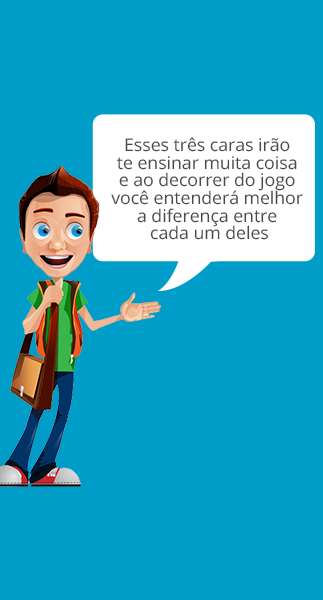 Esses três caras irão
te ensinar muita coisa
e ao decorrer do jogo
você entenderá melhor
a diferença entre
cada um deles